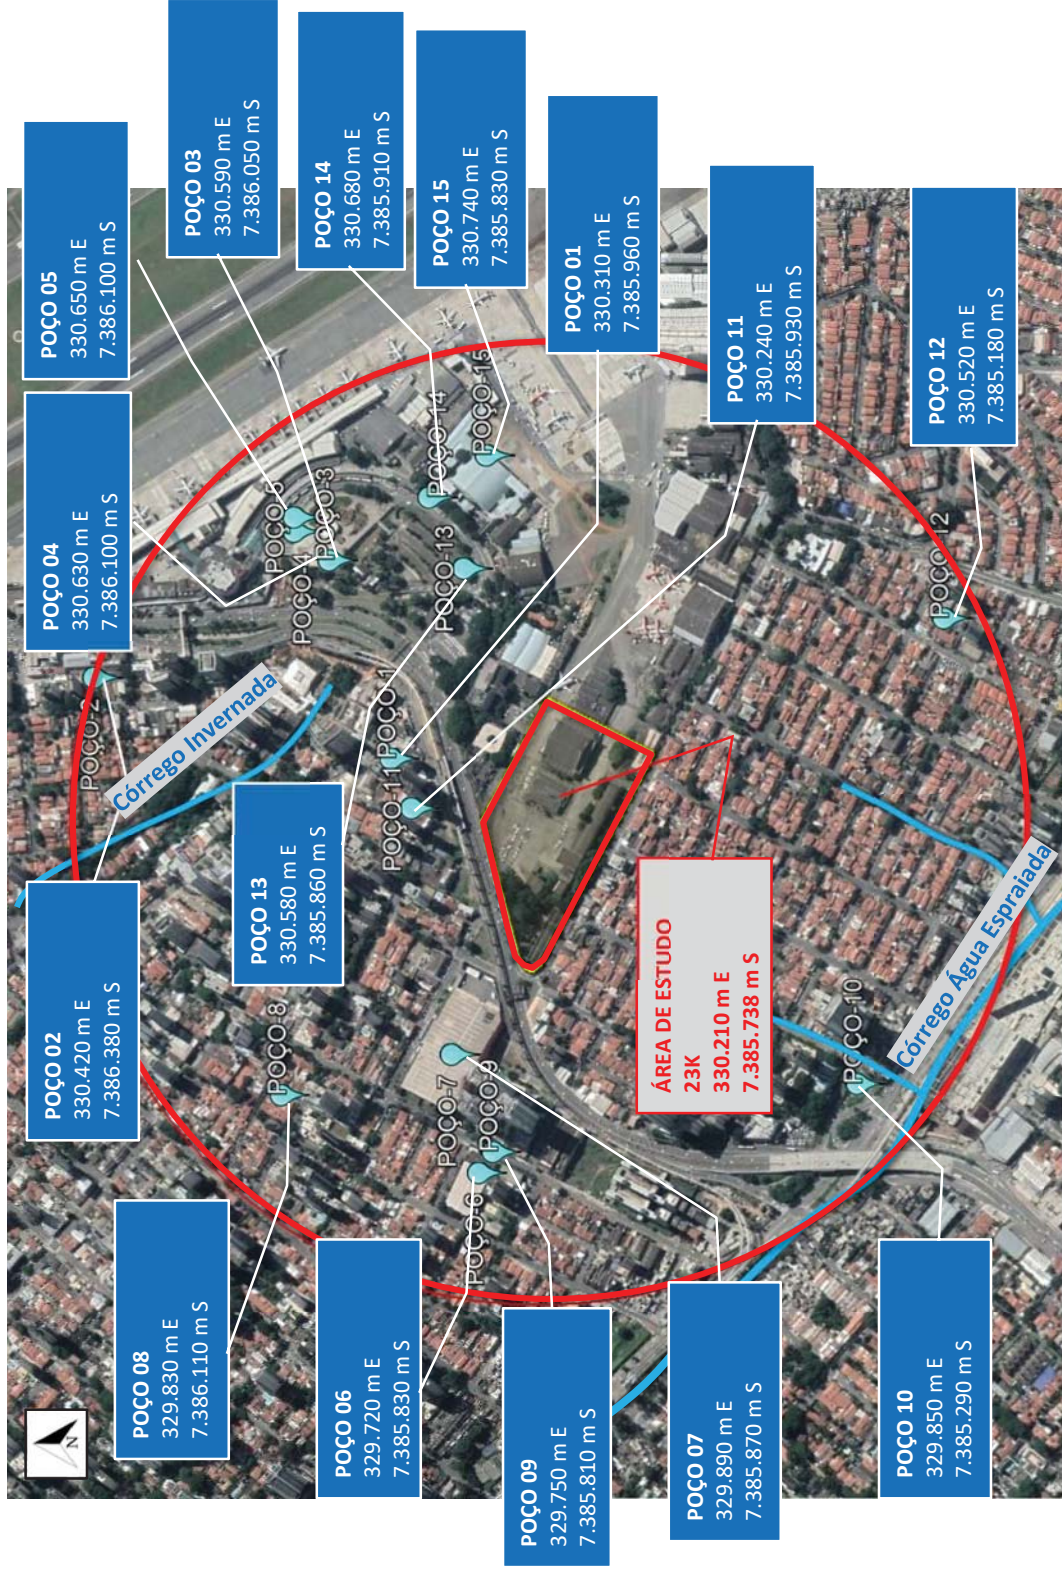 POÇO 08
329.830 m E
7.386.110 m S
POÇO 02
330.420 m E
7.386.380 m S
POÇO 04
330.630 m E
7.386.100 m S
POÇO 05
330.650 m E
7.386.100 m S
POÇO 03
330.590 m E
7.386.050 m S
POÇO 14
330.680 m E
7.385.910 m S
POÇO 15
330.740 m E
7.385.830 m S
POÇO 01
330.310 m E
7.385.960 m S
POÇO 11
330.240 m E
7.385.930 m S
POÇO 12
330.520 m E
7.385.180 m S
POÇO 13
330.580 m E
7.385.860 m S
POÇO 06
329.720 m E
7.385.830 m S
POÇO 09
329.750 m E
7.385.810 m S
POÇO 07
329.890 m E
7.385.870 m S
POÇO 10
329.850 m E
7.385.290 m S
ÁREA DE ESTUDO
23K
330.210 m E
7.385.738 m S
Córrego Invernada
Córrego Água Espraiada
POÇO-2
POÇO-8
POÇO-4
POÇO-3
POÇO-14
POÇO-15
POÇO-13
POÇO-1
POÇO-11
POÇO-7
POÇO-9
POÇO-6
POÇO-10
POÇO-12
N